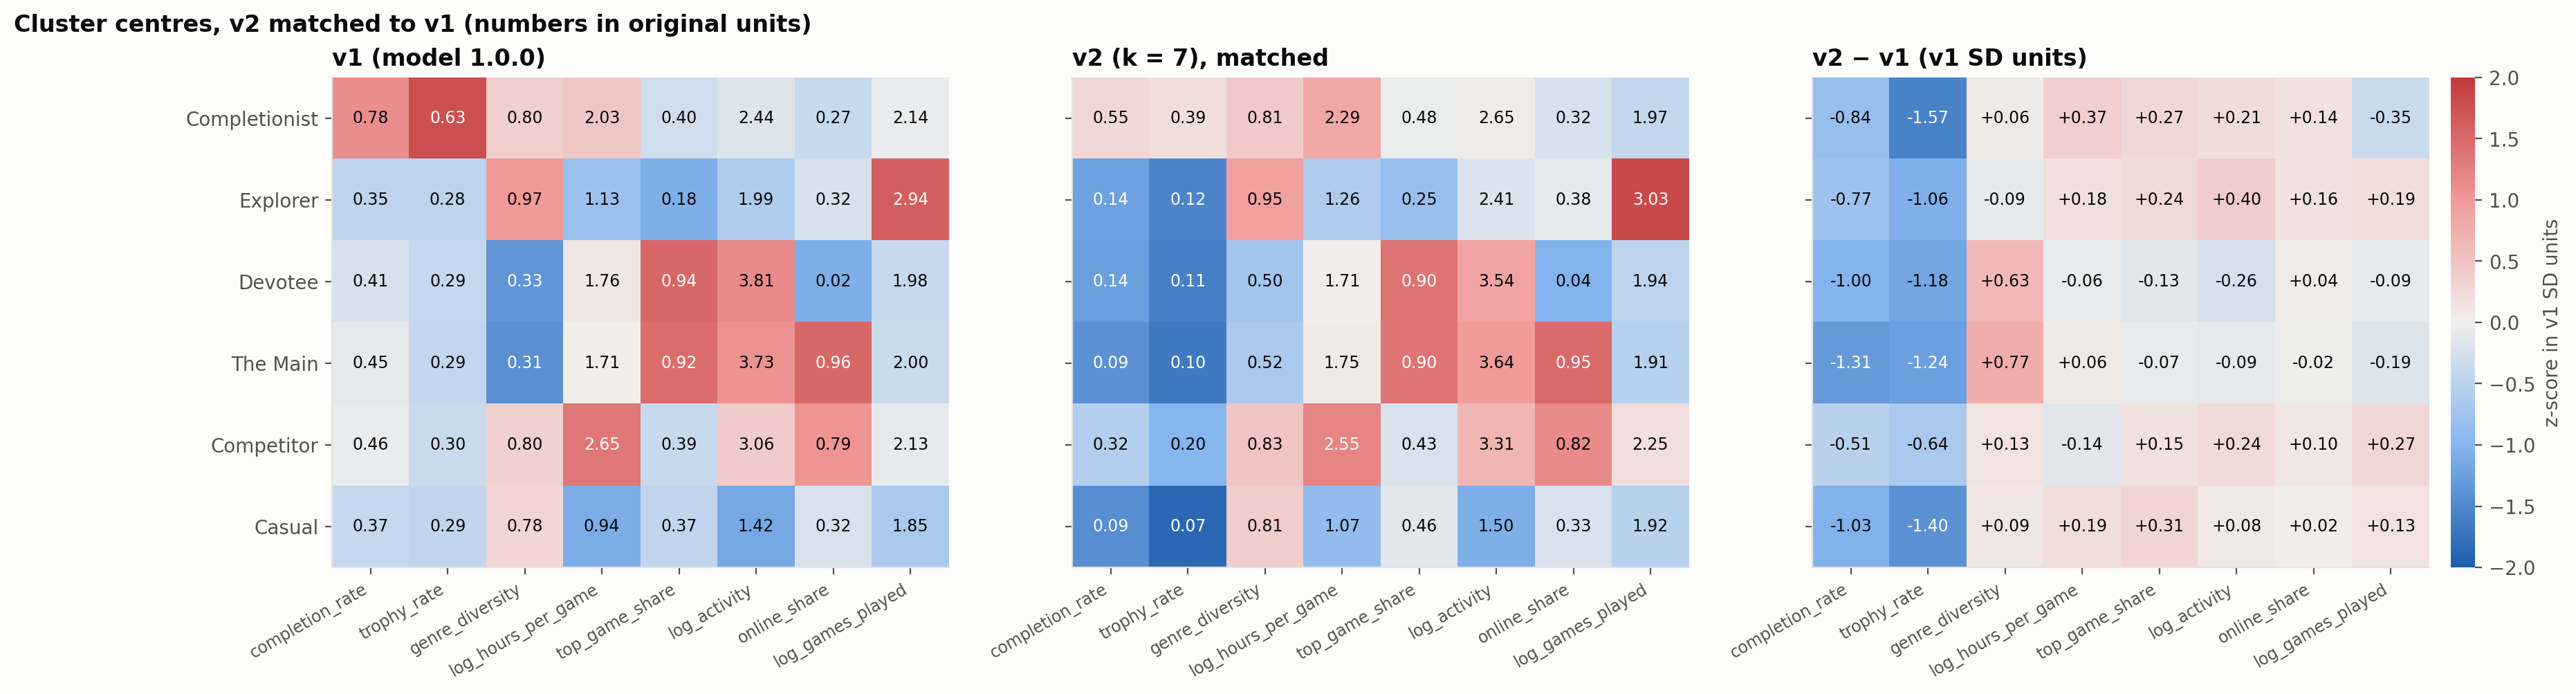 Cluster centres, v2 matched to v1 (numbers in original units)
v1 (model 1.0.0)
Completionist 0.78 0.63 0.80 2.03 0.40 2.44 0.27 2.14
Explorer 0.35 0.28 0.97 1.13 0.18 1.99 0.32 2.94
Devotee 0.41 0.29 0.33 1.76 0.94 3.81 0.02 1.98
The Main 0.45 0.29 0.31 1.71 0.92 3.73 0.96 2.00
Competitor 0.46 0.30 0.80 2.65 0.39 3.06 0.79 2.13
Casual 0.37 0.29 0.78 0.94 0.37 1.42 0.32 1.85
completion_rate
trophy_rate
genre_diversity
log_hours_per_game
top_game_share
log_activity
online_share
log_games_played
v2 (k = 7), matched
0.55 0.39 0.81 2.29 0.48 2.65 0.32 1.97
0.14 0.12 0.95 1.26 0.25 2.41 0.38 3.03
0.14 0.11 0.50 1.71 0.90 3.54 0.04 1.94
0.09 0.10 0.52 1.75 0.90 3.64 0.95 1.91
0.32 0.20 0.83 2.55 0.43 3.31 0.82 2.25
0.09 0.07 0.81 1.07 0.46 1.50 0.33 1.92
completion_rate
trophy_rate
genre_diversity
log_hours_per_game
top_game_share
log_activity
online_share
log_games_played
v2 − v1 (v1 SD units)
-0.84 -1.57 +0.06 +0.37 +0.27 +0.21 +0.14 -0.35
-0.77 -1.06 -0.09 +0.18 +0.24 +0.40 +0.16 +0.19
-1.00 -1.18 +0.63 -0.06 -0.13 -0.26 +0.04 -0.09
-1.31 -1.24 +0.77 +0.06 -0.07 -0.09 -0.02 -0.19
-0.51 -0.64 +0.13 -0.14 +0.15 +0.24 +0.10 +0.27
-1.03 -1.40 +0.09 +0.19 +0.31 +0.08 +0.02 +0.13
completion_rate
trophy_rate
genre_diversity
log_hours_per_game
top_game_share
log_activity
online_share
log_games_played
2.0
1.5
1.0
0.5
0.0
−0.5
−1.0
−1.5
−2.0
z-score in v1 SD units